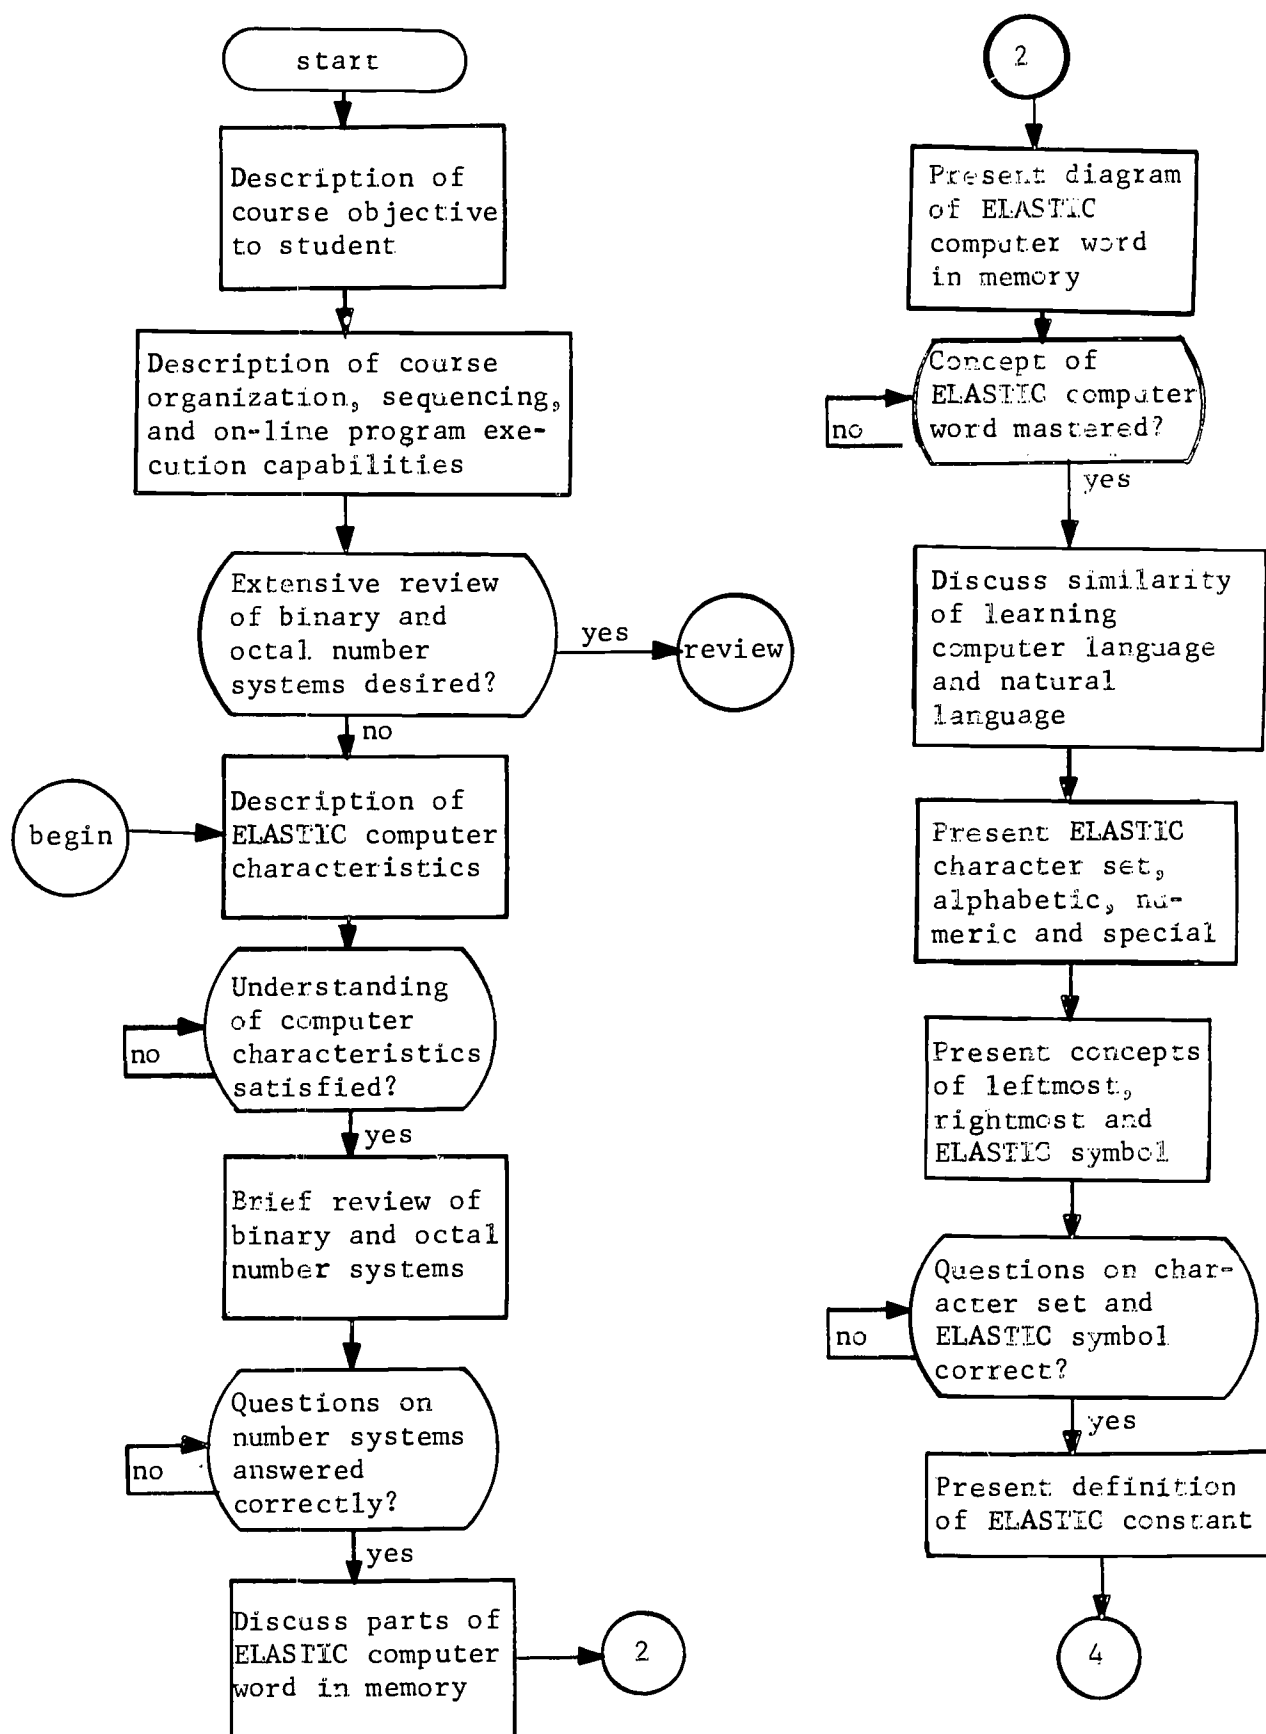 start
Description of
course objective
to student
Description of course
organization, sequencing,
and on-line program exe-
cution capabilities
Extensive review
of binary and
octal number
systems desired?
yes
review
no
begin
Description of
ELASTIC computer
characteristics
Understanding
of computer
characteristics
satisfied?
no
yes
Brief review of
binary and octal
number systems
Questions on
number systems
answered
correctly?
no
yes
Discuss parts of
ELASTIC computer
word in memory
2
2
Present diagram
of ELASTIC
computer word
in memory
Concept of
ELASTIC computer
word mastered?
no
yes
Discuss similarity
of learning
computer language
and natural
language
Present ELASTIC
character set,
alphabetic, nu-
meric and special
Present concepts
of leftmost,
rightmost and
ELASTIC symbol
Questions on char-
acter set and
ELASTIC symbol
correct?
no
yes
Present definition
of ELASTIC constant
4